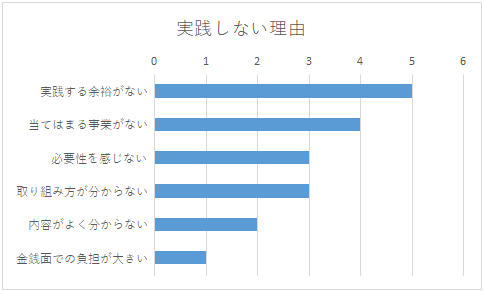 実践しない理由
0 1 2 3 4 5 6
実践する余裕がない
当てはまる事業がない
必要性を感じない
取り組み方が分からない
内容がよく分からない
金銭面での負担が大きい